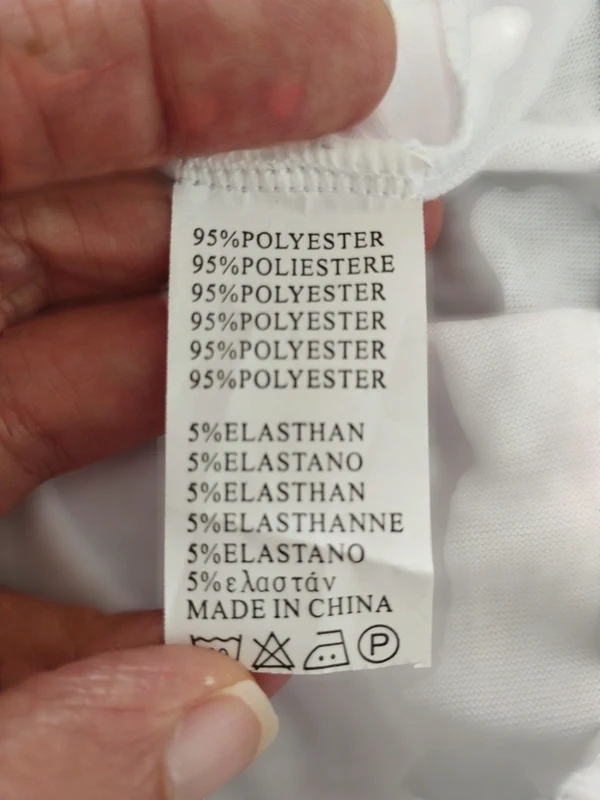 95%POLYESTER
95%POLIESTERE
95%POLYESTER
95%POLYESTER
95%POLYESTER
95%POLYESTER
5%ELASTHAN
5%ELASTANO
5%ELASTHAN
5%ELASTHANNE
5%ELASTANO
5%ελαστάν
MADE IN CHINA
P